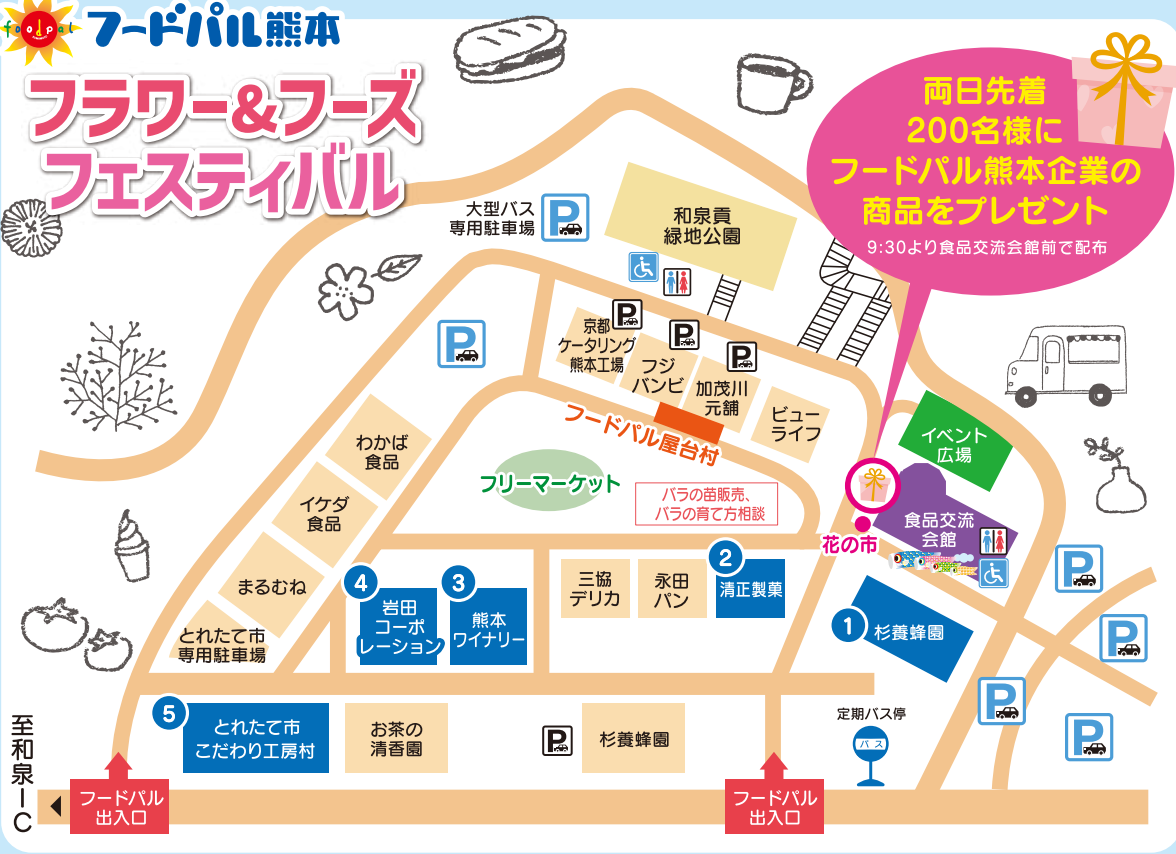 foodpal
フードパル熊本
フラワー&フーズ
フェスティバル
両日先着
200名様に
フードパル熊本企業の
商品をプレゼント
9:30より食品交流会館前で配布
大型バス
専用駐車場
P
和泉貢
緑地公園
P
P
京都
ケータリング
熊本工場
P
フジ
バンビ
P
加茂川
元舗
ビュー
ライフ
フードパル屋台村
イベント
広場
わかば
食品
フリーマーケット
バラの苗販売、
バラの育て方相談
イケダ
食品
花の市
食品交流
会館
P
まるむね
4
岩田
コーポ
レーション
3
熊本
ワイナリー
三協
デリカ
永田
パン
2
清正製菓
1
杉養蜂園
P
とれたて市
専用駐車場
P
P
5
とれたて市
こだわり工房村
お茶の
清香園
P
杉養蜂園
定期バス停
バス
至和泉IC
フードパル
出入口
フードパル
出入口